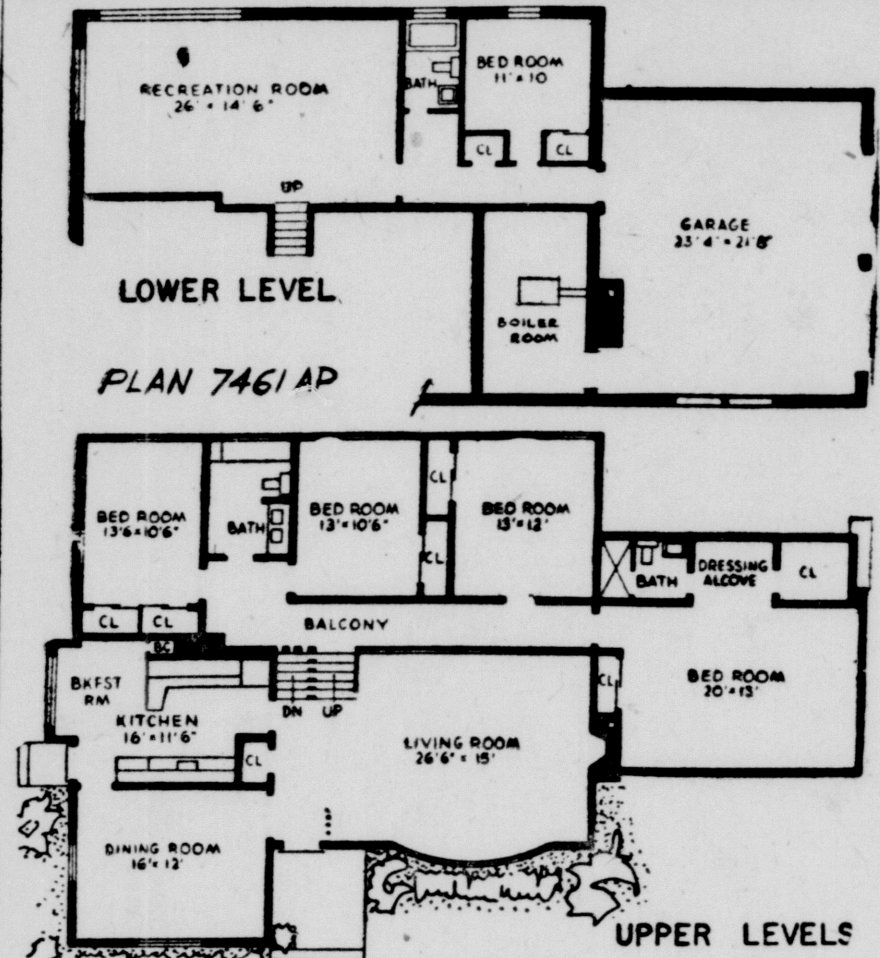 RECREATION ROOM
26' × 14' 6"
BATH
BED ROOM
11' × 10
CL
CL
UP
GARAGE
23' 4" × 21' 8"
BOILER
ROOM
LOWER LEVEL
PLAN 7461 AP
BED ROOM
13'6 × 10'6"
BATH
BED ROOM
13' × 10'6"
CL
CL
BED ROOM
13' × 12'
BATH
DRESSING
ALCOVE
CL
CL
CL
BALCONY
BKFST
RM
KITCHEN
16' × 11'6"
CL
DN UP
LIVING ROOM
26'6" × 15'
CL
BED ROOM
20' × 13'
DINING ROOM
16' × 12'
UPPER LEVELS